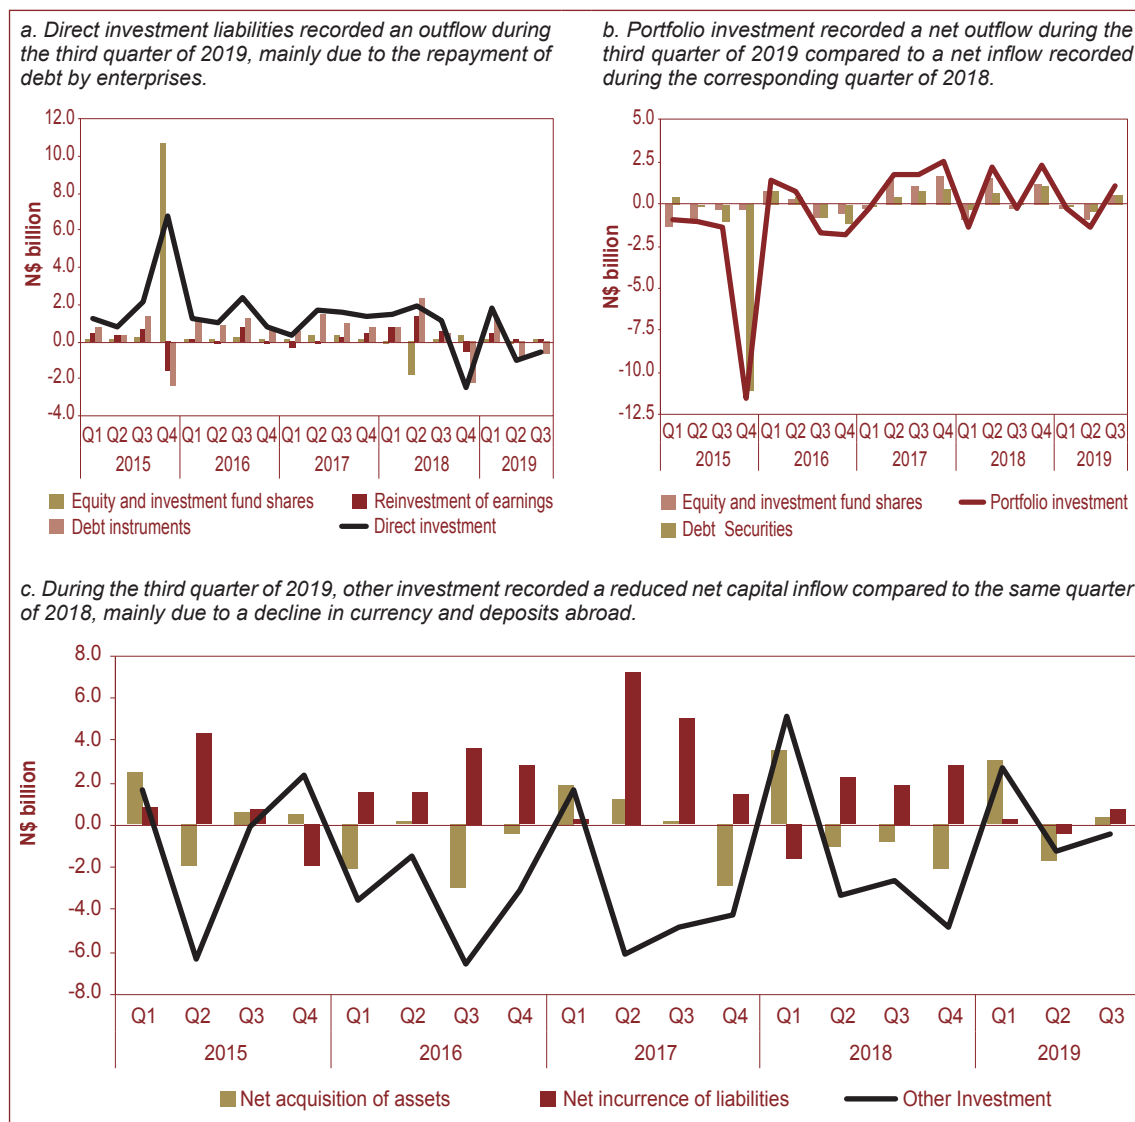 a. Direct investment liabilities recorded an outflow during
the third quarter of 2019, mainly due to the repayment of
debt by enterprises.
N$ billion
12.0
10.0
8.0
6.0
4.0
2.0
0.0
-2.0
-4.0
Q1 Q2 Q3 Q4 Q1 Q2 Q3 Q4 Q1 Q2 Q3 Q4 Q1 Q2 Q3 Q4 Q1 Q2 Q3
2015 2016 2017 2018 2019
Equity and investment fund shares Reinvestment of earnings
Debt instruments Direct investment
b. Portfolio investment recorded a net outflow during the
third quarter of 2019 compared to a net inflow recorded
during the corresponding quarter of 2018.
N$ billion
5.0
2.5
0.0
-2.5
-5.0
-7.5
-10.0
-12.5
Q1 Q2 Q3 Q4 Q1 Q2 Q3 Q4 Q1 Q2 Q3 Q4 Q1 Q2 Q3 Q4 Q1 Q2 Q3
2015 2016 2017 2018 2019
Equity and investment fund shares Portfolio investment
Debt Securities
c. During the third quarter of 2019, other investment recorded a reduced net capital inflow compared to the same quarter
of 2018, mainly due to a decline in currency and deposits abroad.
N$ billion
8.0
6.0
4.0
2.0
0.0
-2.0
-4.0
-6.0
-8.0
Q1 Q2 Q3 Q4 Q1 Q2 Q3 Q4 Q1 Q2 Q3 Q4 Q1 Q2 Q3 Q4 Q1 Q2 Q3
2015 2016 2017 2018 2019
Net acquisition of assets Net incurrence of liabilities Other Investment